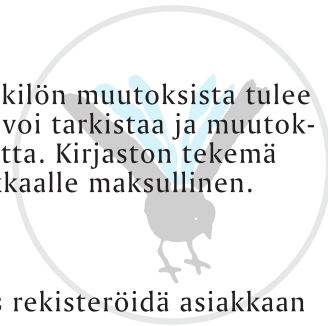 kilön muutoksista tulee
voi tarkistaa ja muutok-
tta. Kirjaston tekemä
kaalle maksullinen.
rekisteröidä asiakkaan